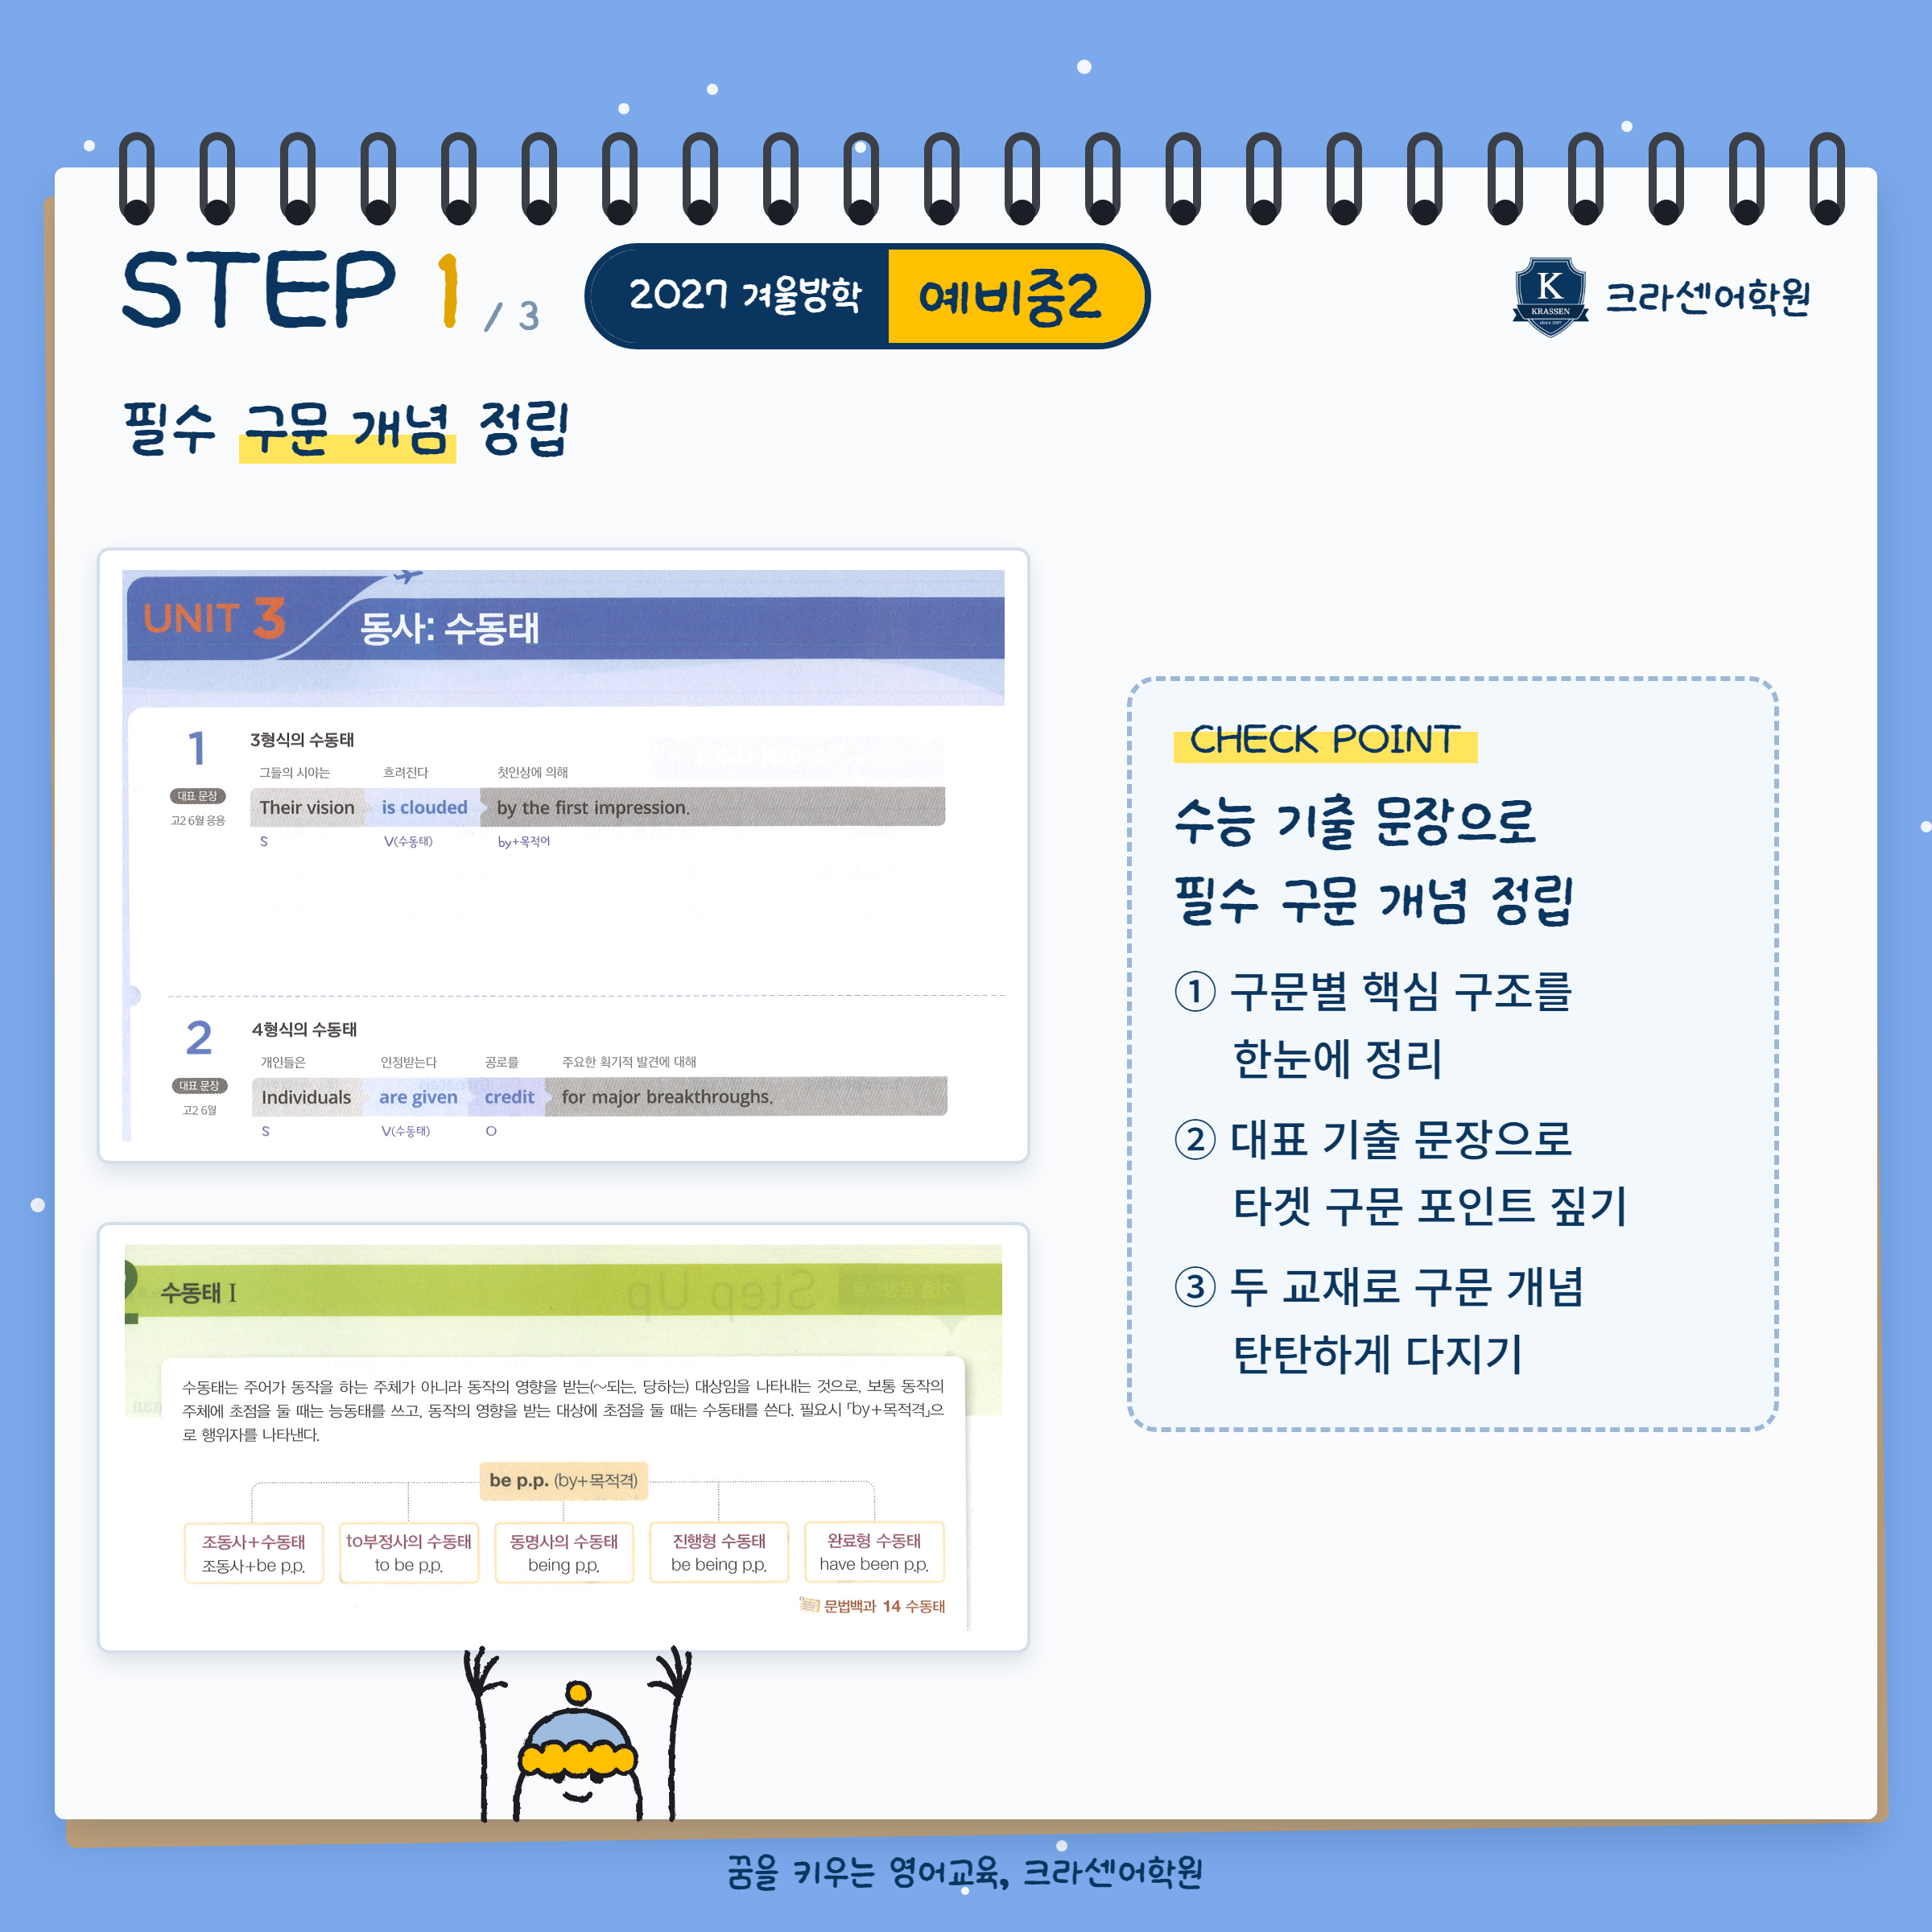 STEP 1 / 3
2027 겨울방학 예비중2
K
KRASSEN
since 2007
크라센어학원
필수 구문 개념 정립
UNIT 3
동사: 수동태
1
3형식의 수동태
그들의 시야는 흐려진다 첫인상에 의해
대표 문장
Their vision is clouded by the first impression.
고2 6월 응용
S V(수동태) by+목적어
2
4형식의 수동태
개인들은 인정받는다 공로를 주요한 획기적 발견에 대해
대표 문장
Individuals are given credit for major breakthroughs.
고2 6월
S V(수동태) O
수동태 I
수동태는 주어가 동작을 하는 주체가 아니라 동작의 영향을 받는(~되는, 당하는) 대상임을 나타내는 것으로, 보통 동작의
주체에 초점을 둘 때는 능동태를 쓰고, 동작의 영향을 받는 대상에 초점을 둘 때는 수동태를 쓴다. 필요시 「by+목적격」으
로 행위자를 나타낸다.
be p.p. (by+목적격)
조동사+수동태
조동사+be p.p.
to부정사의 수동태
to be p.p.
동명사의 수동태
being p.p.
진행형 수동태
be being p.p.
완료형 수동태
have been p.p.
문법백과 14 수동태
CHECK POINT
수능 기출 문장으로
필수 구문 개념 정립
① 구문별 핵심 구조를
한눈에 정리
② 대표 기출 문장으로
타겟 구문 포인트 짚기
③ 두 교재로 구문 개념
탄탄하게 다지기
꿈을 키우는 영어교육, 크라센어학원